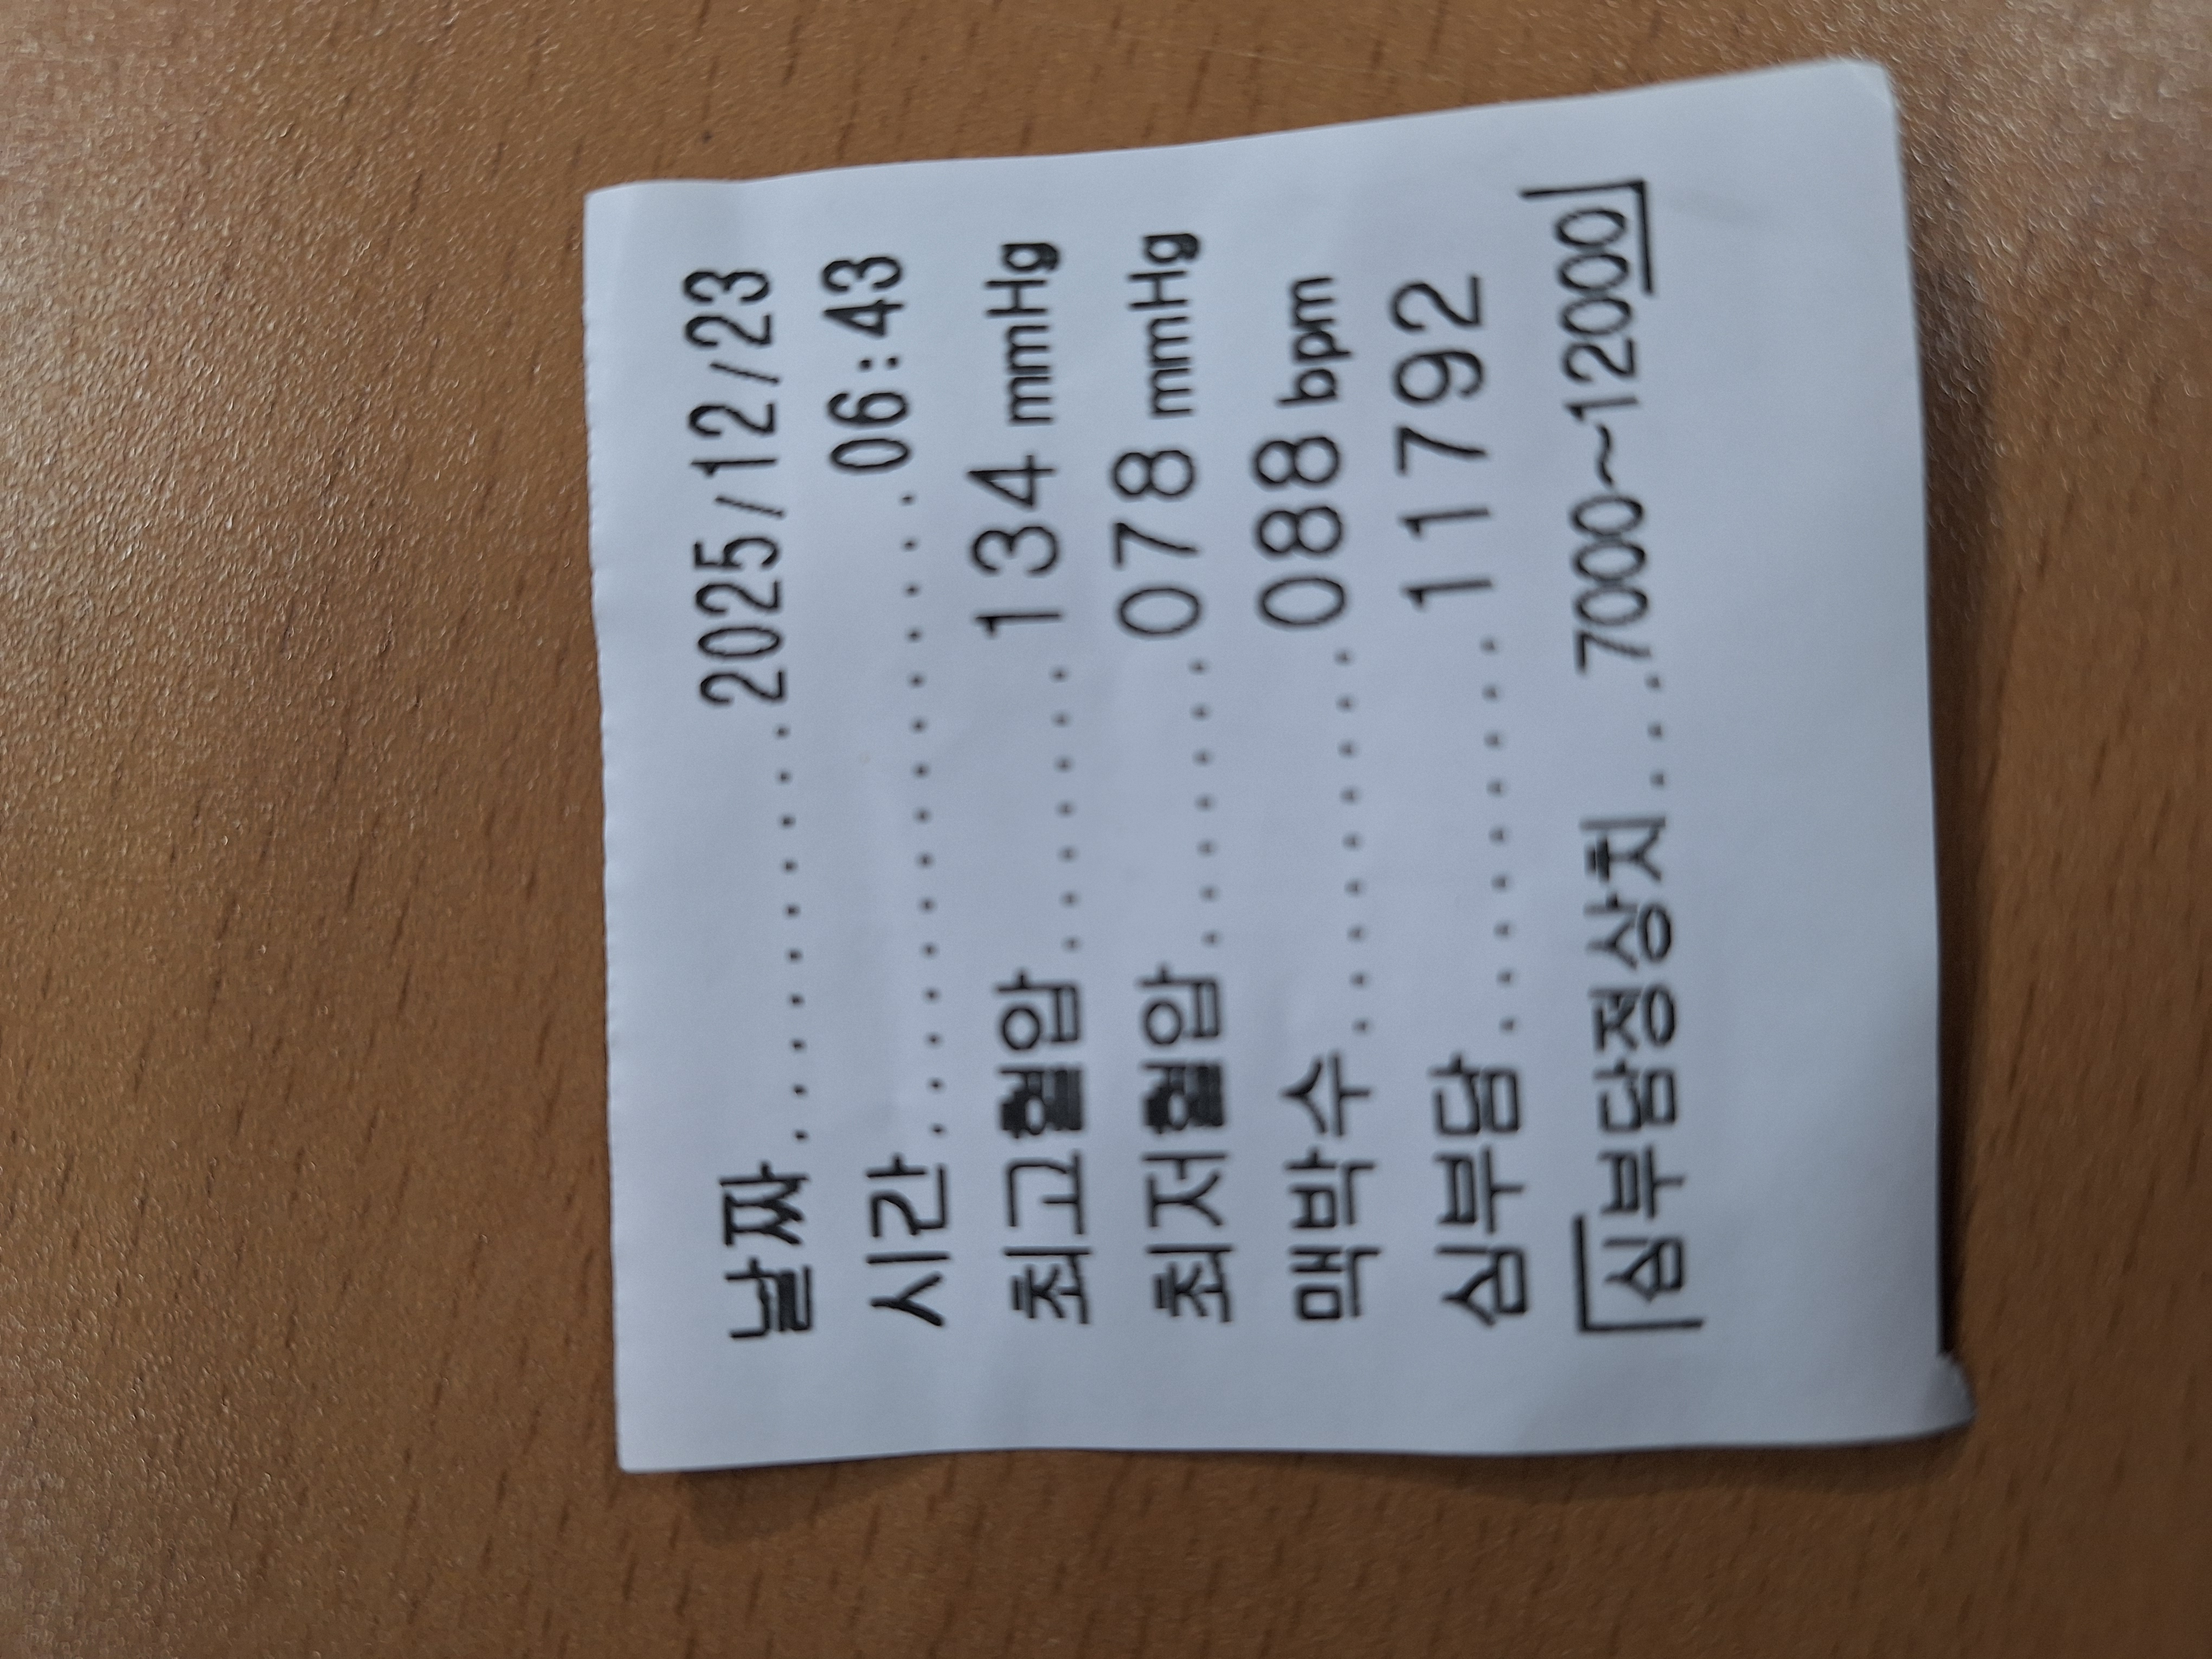 날짜..........2025/12/23
시간.............06:43
최고혈압.......134 mmHg
최저혈압.......078 mmHg
맥박수.........088 bpm
심부담.........11792
[심부담정상치...7000~12000]